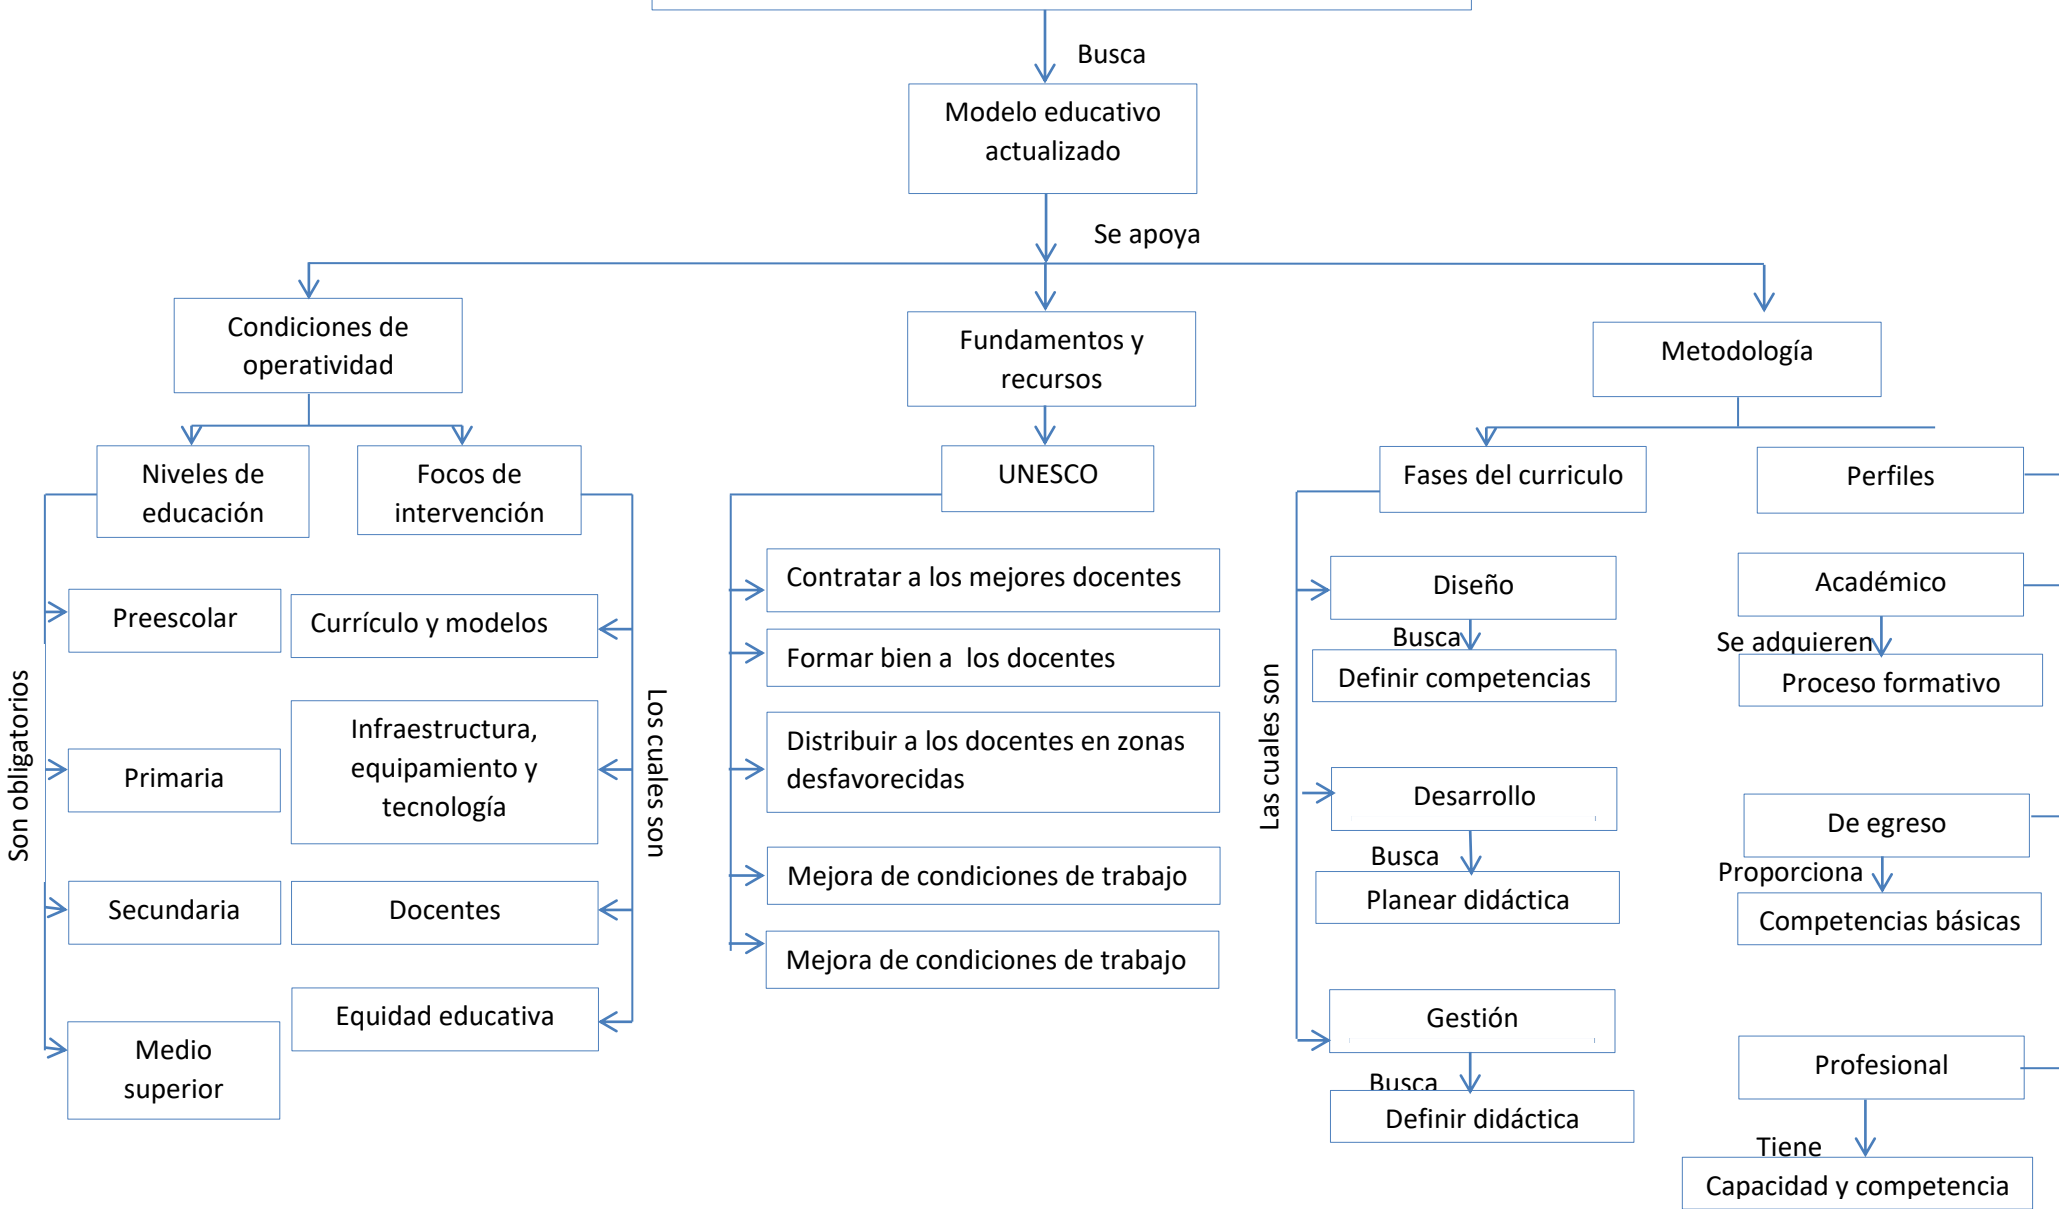 Busca
Modelo educativo
actualizado
Se apoya
Condiciones de
operatividad
Fundamentos y
recursos
Metodología
Niveles de
educación
Focos de
intervención
UNESCO
Fases del curriculo
Perfiles
Son obligatorios
Preescolar
Primaria
Secundaria
Medio
superior
Los cuales son
Currículo y modelos
Infraestructura,
equipamiento y
tecnología
Docentes
Equidad educativa
Contratar a los mejores docentes
Formar bien a  los docentes
Distribuir a los docentes en zonas
desfavorecidas
Mejora de condiciones de trabajo
Mejora de condiciones de trabajo
Las cuales son
Diseño
Busca
Definir competencias
Desarrollo
Busca
Planear didáctica
Gestión
Busca
Definir didáctica
Académico
Se adquieren
Proceso formativo
De egreso
Proporciona
Competencias básicas
Profesional
Tiene
Capacidad y competencia